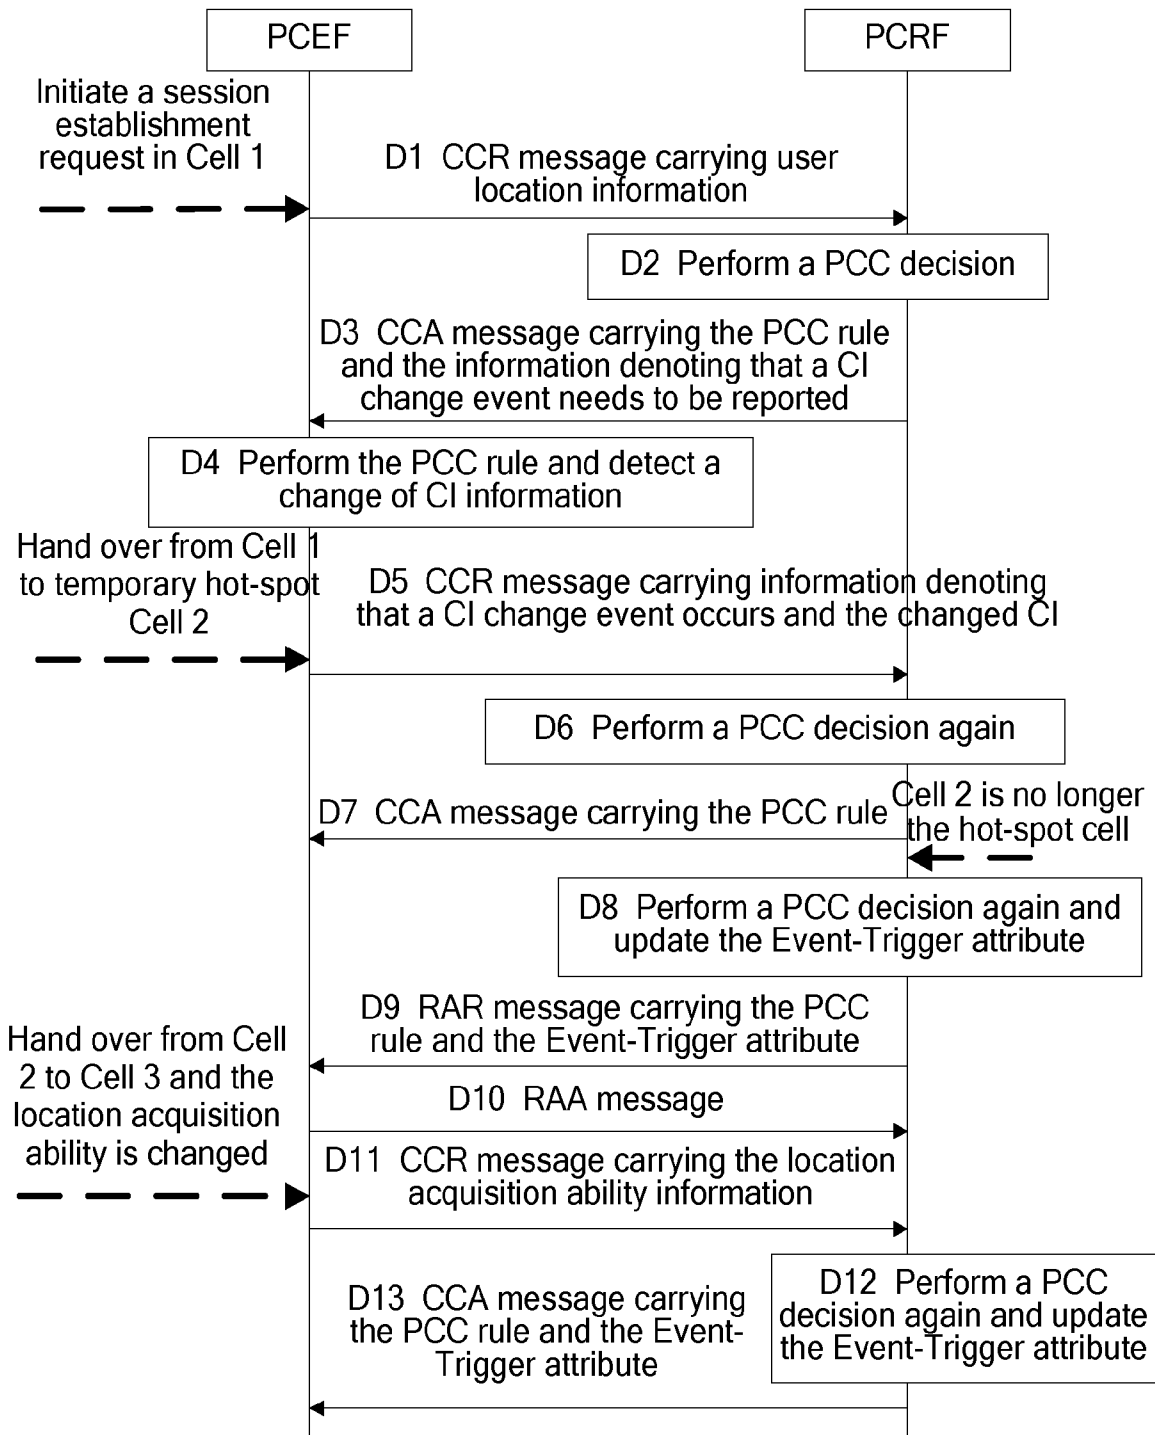 PCEF
PCRF
Initiate a session
establishment
request in Cell 1
D1 CCR message carrying user
location information
D2 Perform a PCC decision
D3 CCA message carrying the PCC rule
and the information denoting that a CI
change event needs to be reported
D4 Perform the PCC rule and detect a
change of CI information
Hand over from Cell 1
to temporary hot-spot
Cell 2
D5 CCR message carrying information denoting
that a CI change event occurs and the changed CI
D6 Perform a PCC decision again
D7 CCA message carrying the PCC rule
Cell 2 is no longer
the hot-spot cell
D8 Perform a PCC decision again and
update the Event-Trigger attribute
D9 RAR message carrying the PCC
rule and the Event-Trigger attribute
Hand over from Cell
2 to Cell 3 and the
location acquisition
ability is changed
D10 RAA message
D11 CCR message carrying the location
acquisition ability information
D12 Perform a PCC
decision again and update
the Event-Trigger attribute
D13 CCA message carrying
the PCC rule and the Event-
Trigger attribute